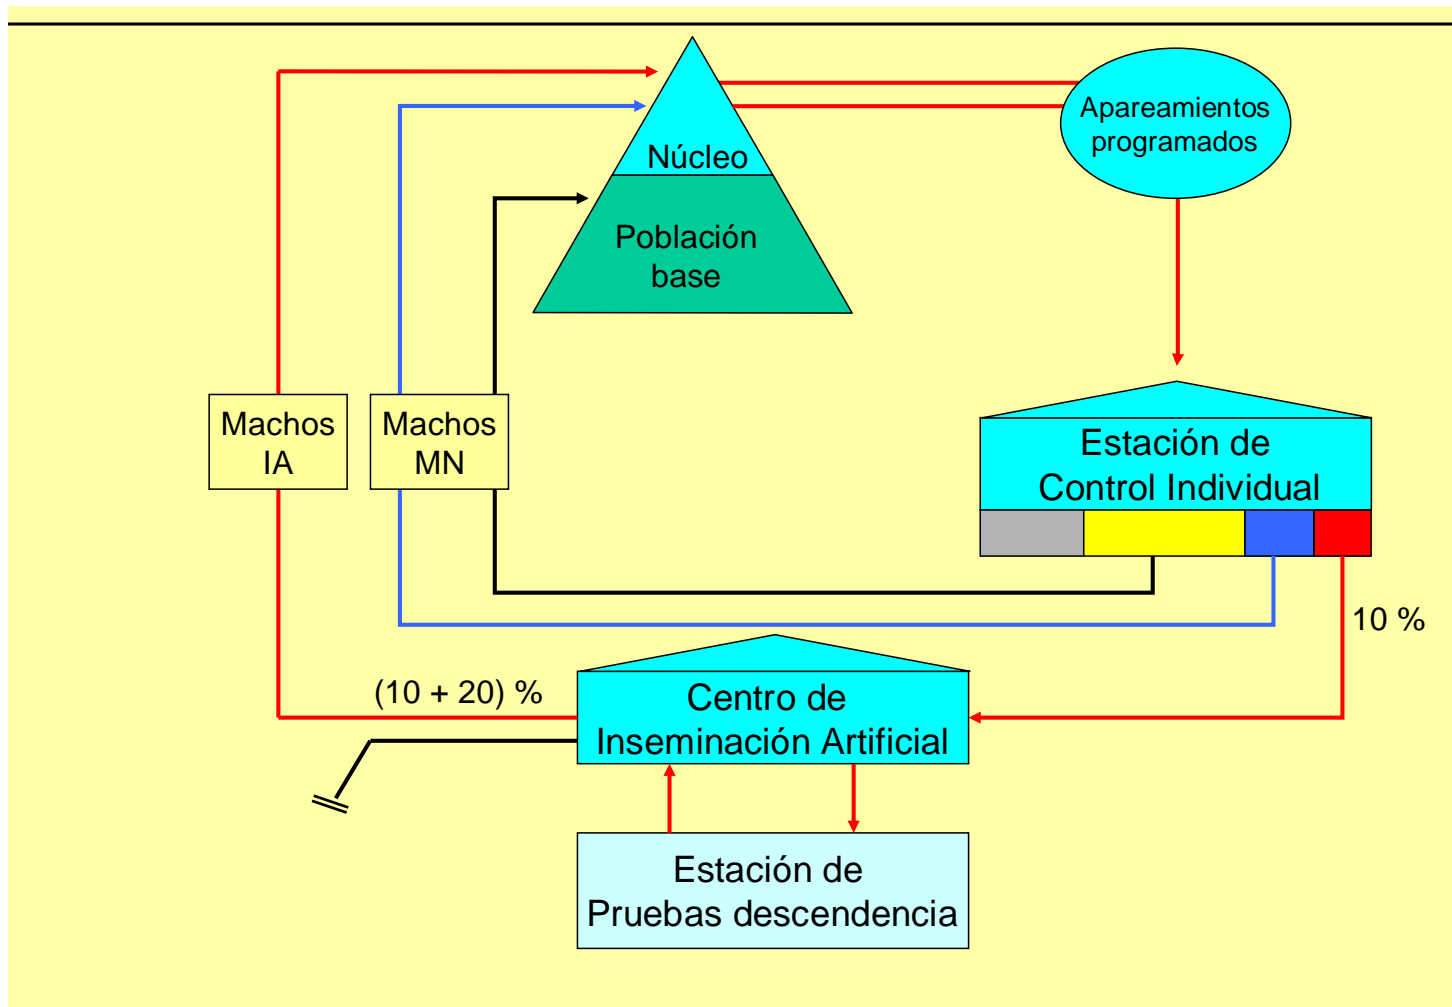 Apareamientos
programados
Núcleo
Población
base
Machos
IA
Machos
MN
Estación de
Control Individual
10 %
(10 + 20) %
Centro de
Inseminación Artificial
Estación de
Pruebas descendencia